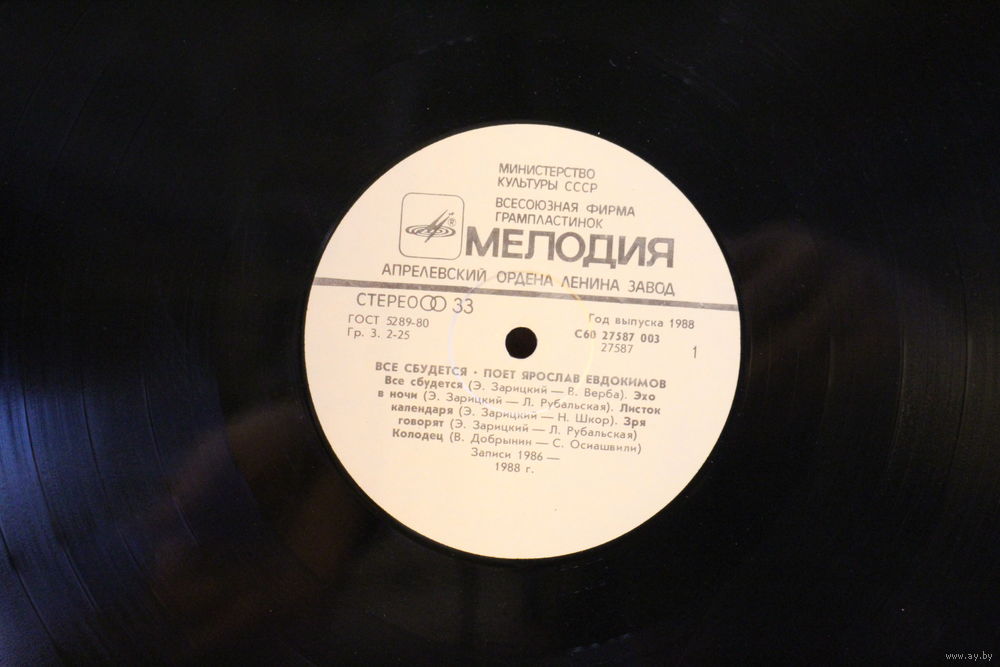 МИНИСТЕРСТВО
КУЛЬТУРЫ СССР
ВСЕСОЮЗНАЯ ФИРМА
ГРАМПЛАСТИНОК
®
МЕЛОДИЯ
АПРЕЛЕВСКИЙ ОРДЕНА ЛЕНИНА ЗАВОД
СТЕРЕО 33
ГОСТ 5289-80
Гр. 3. 2-25
Год выпуска 1988
С60 27587 003
27587
1
ВСЕ СБУДЕТСЯ · ПОЕТ ЯРОСЛАВ ЕВДОКИМОВ
Все сбудется (Э. Зарицкий — В. Верба). Эхо
в ночи (Э. Зарицкий — Л. Рубальская). Листок
календаря (Э. Зарицкий — Н. Шкор). Зря
говорят (Э. Зарицкий — Л. Рубальская)
Колодец (В. Добрынин — С. Осиашвили)
Записи 1986 —
1988 г.
www.ay.by